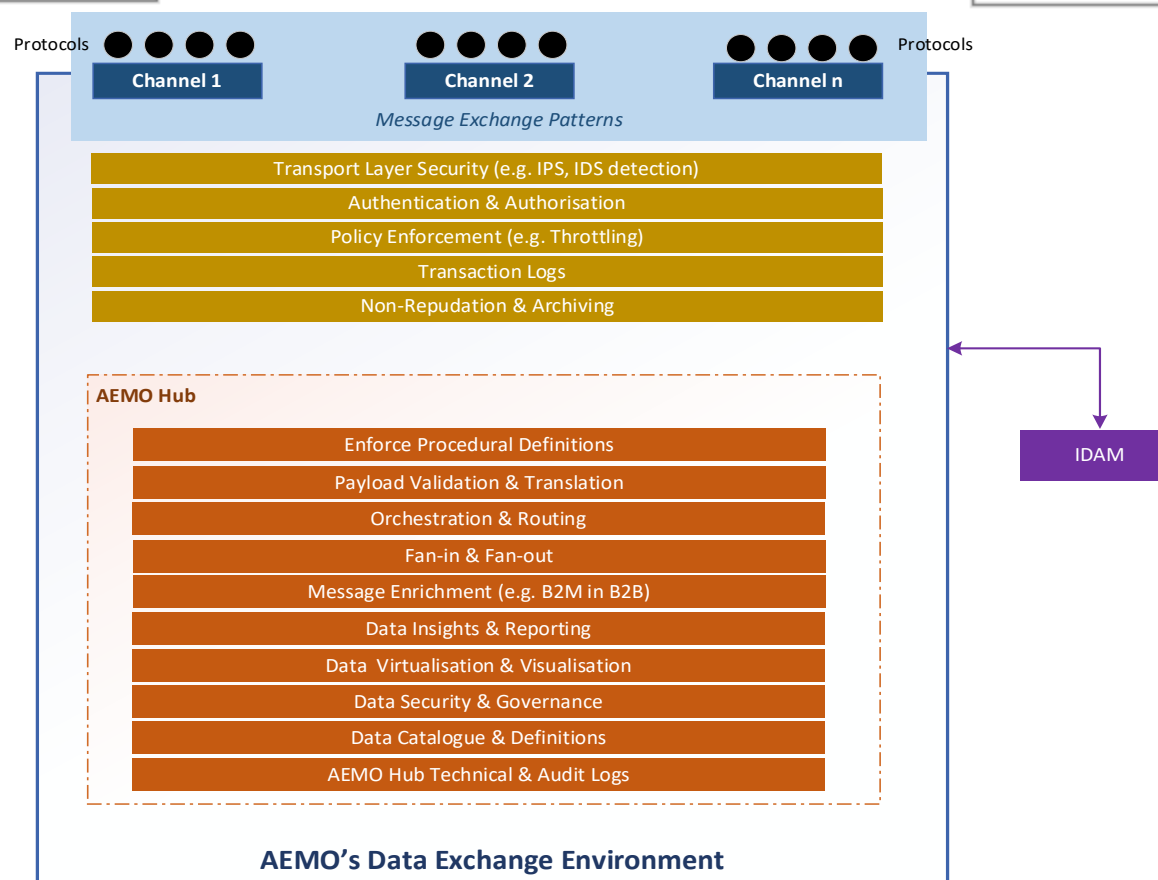 Protocols
Protocols
Channel 1
Channel 2
Channel n
Message Exchange Patterns
Transport Layer Security (e.g. IPS, IDS detection)
Authentication & Authorisation
Policy Enforcement (e.g. Throttling)
Transaction Logs
Non-Repudation & Archiving
AEMO Hub
Enforce Procedural Definitions
IDAM
Payload Validation & Translation
Orchestration & Routing
Fan-in & Fan-out
Message Enrichment (e.g. B2M in B2B)
Data Insights & Reporting
Data Virtualisation & Visualisation
Data Security & Governance
Data Catalogue & Definitions
AEMO Hub Technical & Audit Logs
AEMO’s Data Exchange Environment